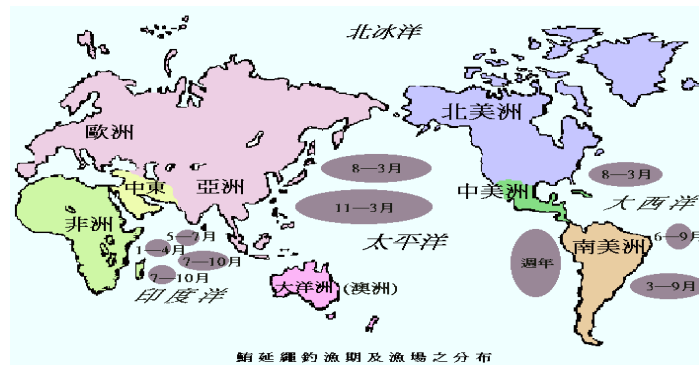 北冰洋
歐洲
北美洲
8—3月
8—3月
中東
亞洲
中美洲
11—3月
大西洋
非洲
5—7月
太平洋
6—9月
1—4月
南美洲
7—10月
週年
7—10月
大洋洲(澳洲)
3—9月
印度洋
鮪延繩釣漁期及漁場之分布